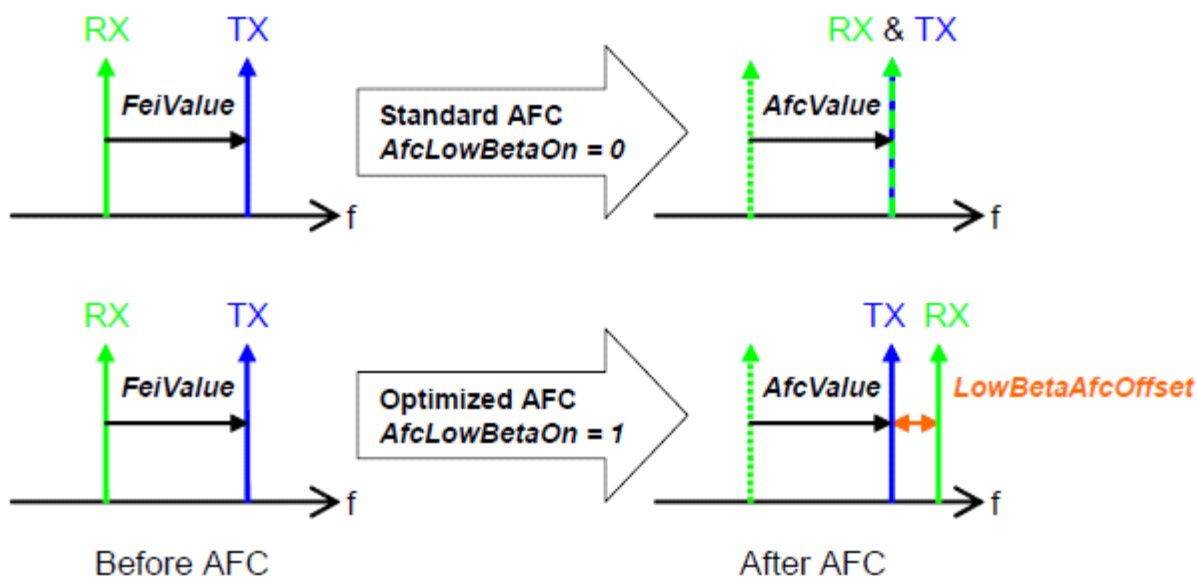 RX TX RX & TX
FeiValue Standard AFC AfcValue
AfcLowBetaOn = 0
f f
RX TX TX RX
FeiValue Optimized AFC AfcValue LowBetaAfcOffset
AfcLowBetaOn = 1
f f
Before AFC After AFC